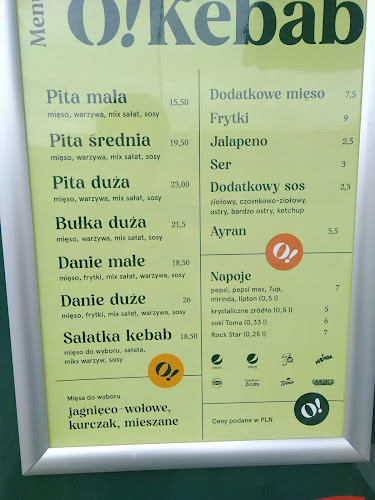 Menu
O!Kebab
Pita mała 15,50
mięso, warzywa, mix sałat, sosy
Pita średnia 19,50
mięso, warzywa, mix sałat, sosy
Pita duża 23,00
mięso, warzywa, mix sałat, sosy
Bułka duża 21,5
mięso, warzywa, mix sałat, sosy
Danie małe 18,50
mięso, frytki, mix sałat, warzywa, sosy
Danie duże 26
mięso, frytki, mix sałat, warzywa, sosy
Sałatka kebab 18,50
mięso do wyboru, sałata,
miks warzyw, sosy
O!
Mięsa do wyboru
jagnięco-wołowe,
kurczak, mieszane
Dodatkowe mięso 7,5
Frytki 9
Jalapeno 2,5
Ser 3
Dodatkowy sos 2,5
ziołowy, czosnkowo-ziołowy,
ostry, bardzo ostry, ketchup
Ayran 5,5
O!
Napoje
pepsi, pepsi max, 7up, 7
mirinda, lipton (0,5 l)
krystaliczne źródło (0,5 l) 5
soki Toma (0,33 l) 6
Rock Star (0,25 l) 7
Toma
Ceny podane w PLN
O!